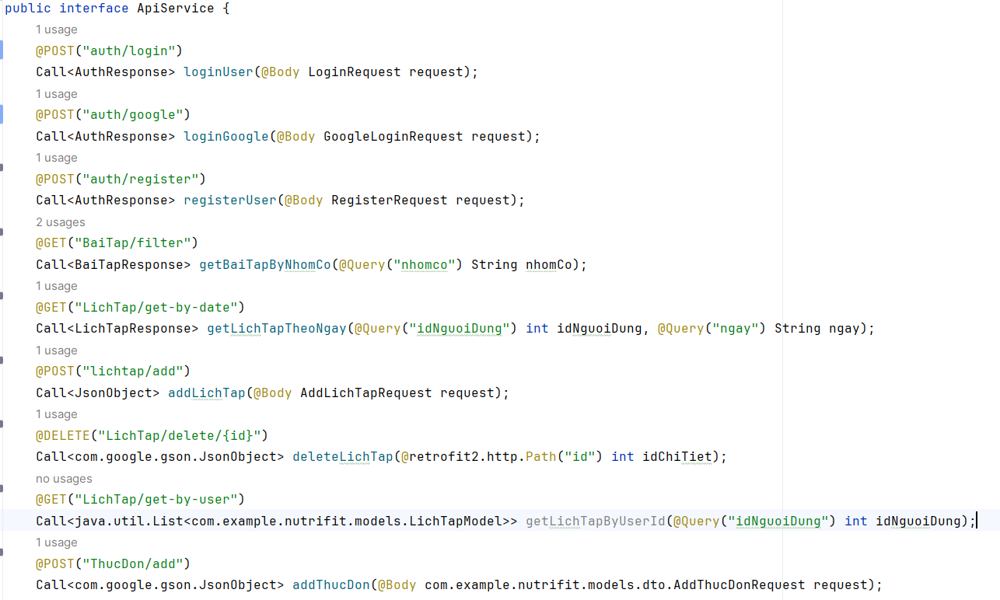 public interface ApiService {
1 usage
@POST("auth/login")
Call<AuthResponse> loginUser(@Body LoginRequest request);
1 usage
@POST("auth/google")
Call<AuthResponse> loginGoogle(@Body GoogleLoginRequest request);
1 usage
@POST("auth/register")
Call<AuthResponse> registerUser(@Body RegisterRequest request);
2 usages
@GET("BaiTap/filter")
Call<BaiTapResponse> getBaiTapByNhomCo(@Query("nhomco") String nhomCo);
1 usage
@GET("LichTap/get-by-date")
Call<LichTapResponse> getLichTapTheoNgay(@Query("idNguoiDung") int idNguoiDung, @Query("ngay") String ngay);
1 usage
@POST("lichtap/add")
Call<JsonObject> addLichTap(@Body AddLichTapRequest request);
1 usage
@DELETE("LichTap/delete/{id}")
Call<com.google.gson.JsonObject> deleteLichTap(@retrofit2.http.Path("id") int idChiTiet);
no usages
@GET("LichTap/get-by-user")
Call<java.util.List<com.example.nutrifit.models.LichTapModel>> getLichTapByUserId(@Query("idNguoiDung") int idNguoiDung);
1 usage
@POST("ThucDon/add")
Call<com.google.gson.JsonObject> addThucDon(@Body com.example.nutrifit.models.dto.AddThucDonRequest request);